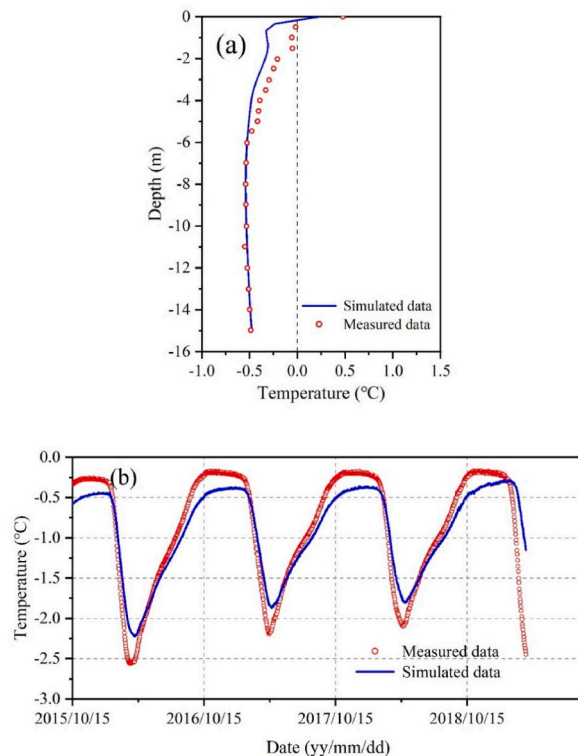 (a)
0
-2
-4
-6
-8
-10
-12
-14
-16
Depth (m)
Simulated data
Measured data
-1.0 -0.5 0.0 0.5 1.0 1.5
Temperature (℃)
(b)
0.0
-0.5
-1.0
-1.5
-2.0
-2.5
-3.0
Temperature (℃)
Measured data
Simulated data
2015/10/15 2016/10/15 2017/10/15 2018/10/15
Date (yy/mm/dd)